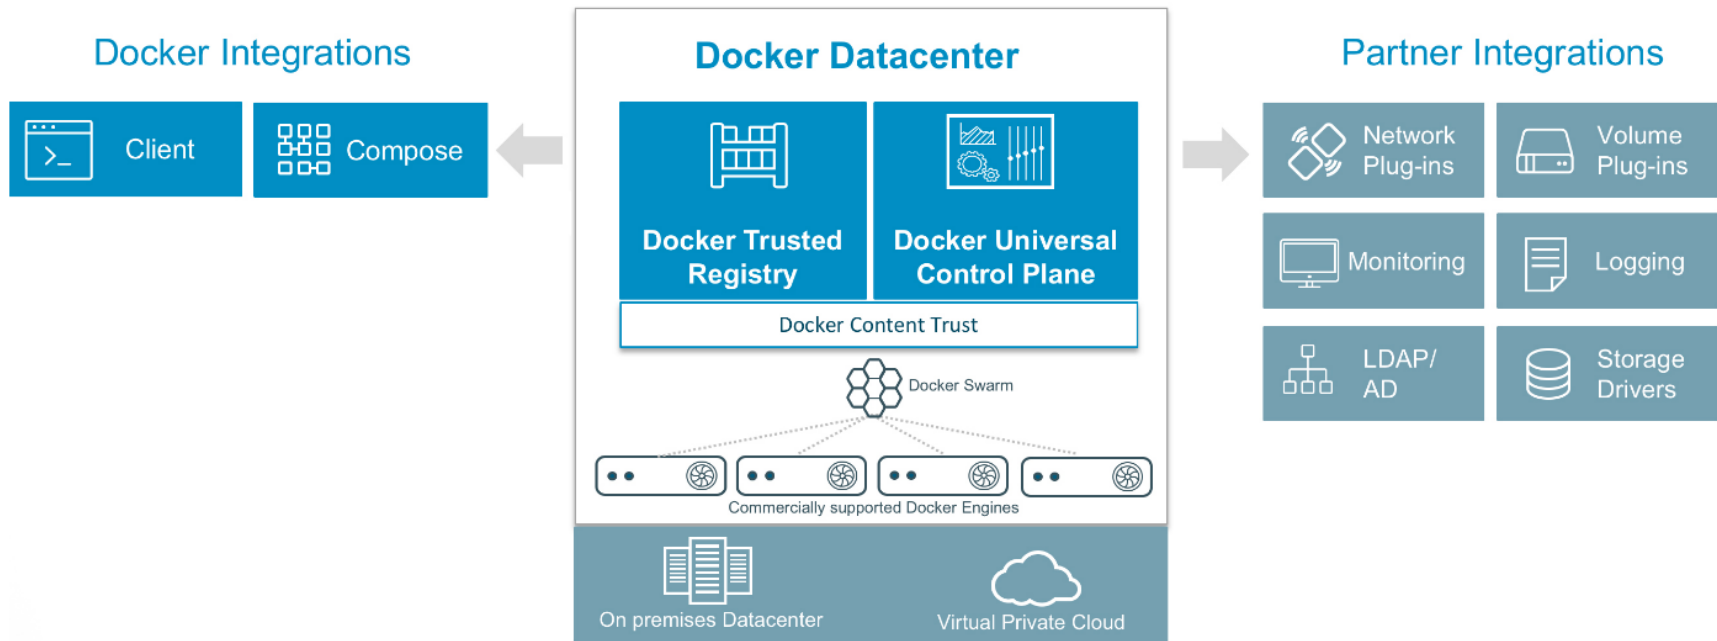 Docker Integrations
Client
Compose
Docker Datacenter
Docker Trusted
Registry
Docker Universal
Control Plane
Docker Content Trust
Docker Swarm
Commercially supported Docker Engines
On premises Datacenter
Virtual Private Cloud
Partner Integrations
Network
Plug-ins
Volume
Plug-ins
Monitoring
Logging
LDAP/
AD
Storage
Drivers